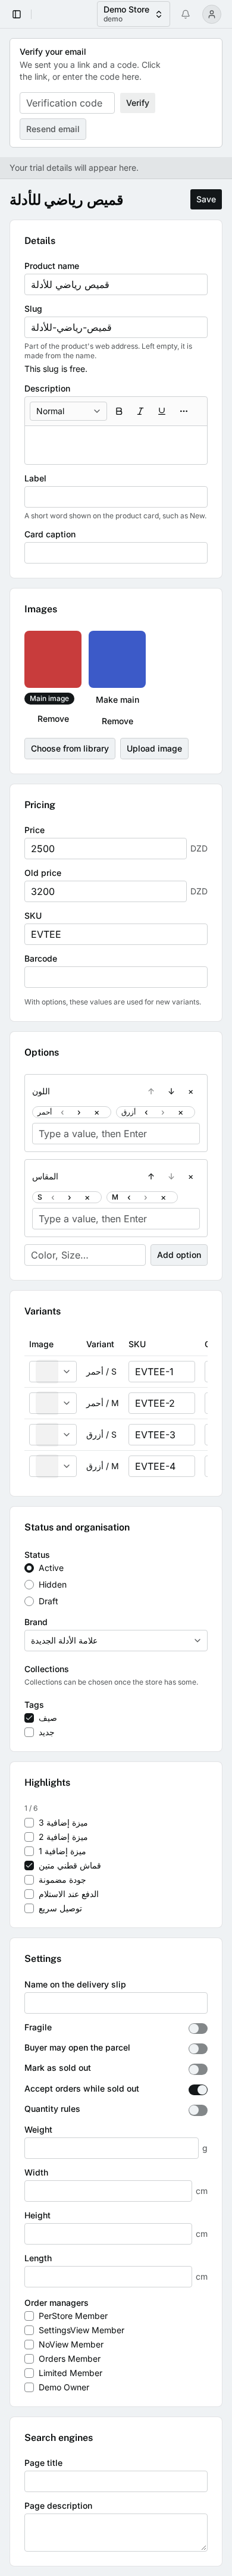 Demo Store
demo
Verify your email
We sent you a link and a code. Click
the link, or enter the code here.
Verification code
Verify
Resend email
Your trial details will appear here.
قميص رياضي للأدلة
Save
Details
Product name
قميص رياضي للأدلة
Slug
قميص-رياضي-للأدلة
Part of the product's web address. Left empty, it is
made from the name.
This slug is free.
Description
Normal
B I U
Label
A short word shown on the product card, such as New.
Card caption
Images
Main image
Make main
Remove
Remove
Choose from library
Upload image
Pricing
Price
2500 DZD
Old price
3200 DZD
SKU
EVTEE
Barcode
With options, these values are used for new variants.
Options
اللون
أحمر
أزرق
Type a value, then Enter
المقاس
S
M
Type a value, then Enter
Color, Size...
Add option
Variants
Image Variant SKU
أحمر / S EVTEE-1
أحمر / M EVTEE-2
أزرق / S EVTEE-3
أزرق / M EVTEE-4
Status and organisation
Status
Active
Hidden
Draft
Brand
علامة الأدلة الجديدة
Collections
Collections can be chosen once the store has some.
Tags
صيف
جديد
Highlights
1 / 6
ميزة إضافية 3
ميزة إضافية 2
ميزة إضافية 1
قماش قطني متين
جودة مضمونة
الدفع عند الاستلام
توصيل سريع
Settings
Name on the delivery slip
Fragile
Buyer may open the parcel
Mark as sold out
Accept orders while sold out
Quantity rules
Weight
g
Width
cm
Height
cm
Length
cm
Order managers
PerStore Member
SettingsView Member
NoView Member
Orders Member
Limited Member
Demo Owner
Search engines
Page title
Page description